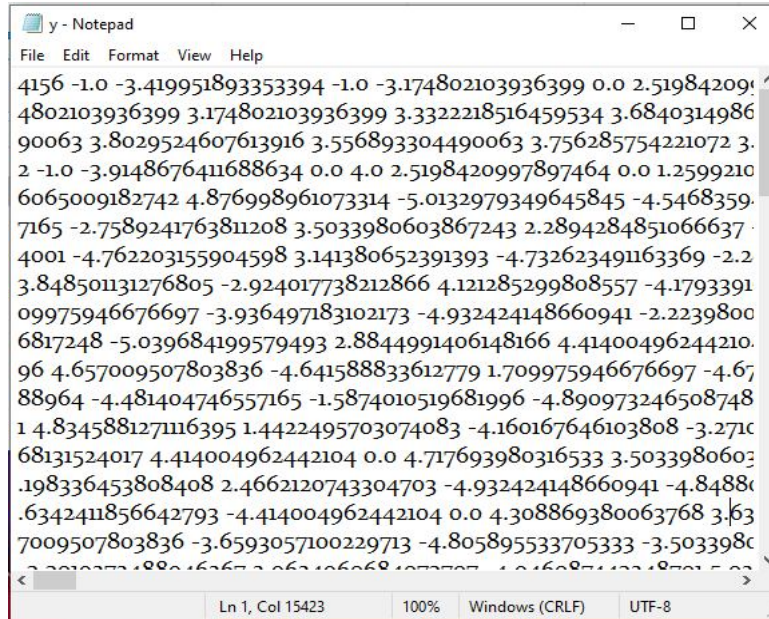 y - Notepad
File Edit Format View Help
4156 -1.0 -3.419951893353394 -1.0 -3.174802103936399 0.0 2.51984209
4802103936399 3.174802103936399 3.3322218516459534 3.6840314986
90063 3.8029524607613916 3.556893304490063 3.756285754221072 3.
2 -1.0 -3.9148676411688634 0.0 4.0 2.5198420997897464 0.0 1.2599210
6065009182742 4.876998961073314 -5.0132979349645845 -4.5468359
7165 -2.7589241763811208 3.5033980603867243 2.2894284851066637 -
4001 -4.762203155904598 3.141380652391393 -4.732623491163369 -2.2
3.848501131276805 -2.924017738212866 4.121285299808557 -4.1793391
09975946676697 -3.936497183102173 -4.932424148660941 -2.2239800
6817248 -5.039684199579493 2.8844991406148166 4.41400496244210
96 4.657009507803836 -4.641588833612779 1.709975946676697 -4.67
88964 -4.481404746557165 -1.5874010519681996 -4.890973246508748
1 4.8345881271116395 1.4422495703074083 -4.160167646103808 -3.271
68131524017 4.414004962442104 0.0 4.717693980316533 3.503398060
.198336453808408 2.4662120743304703 -4.932424148660941 -4.8488
.6342411856642793 -4.414004962442104 0.0 4.308869380063768 3.63
7009507803836 -3.6593057100229713 -4.805895533705333 -3.503398
Ln 1, Col 15423 100% Windows (CRLF) UTF-8